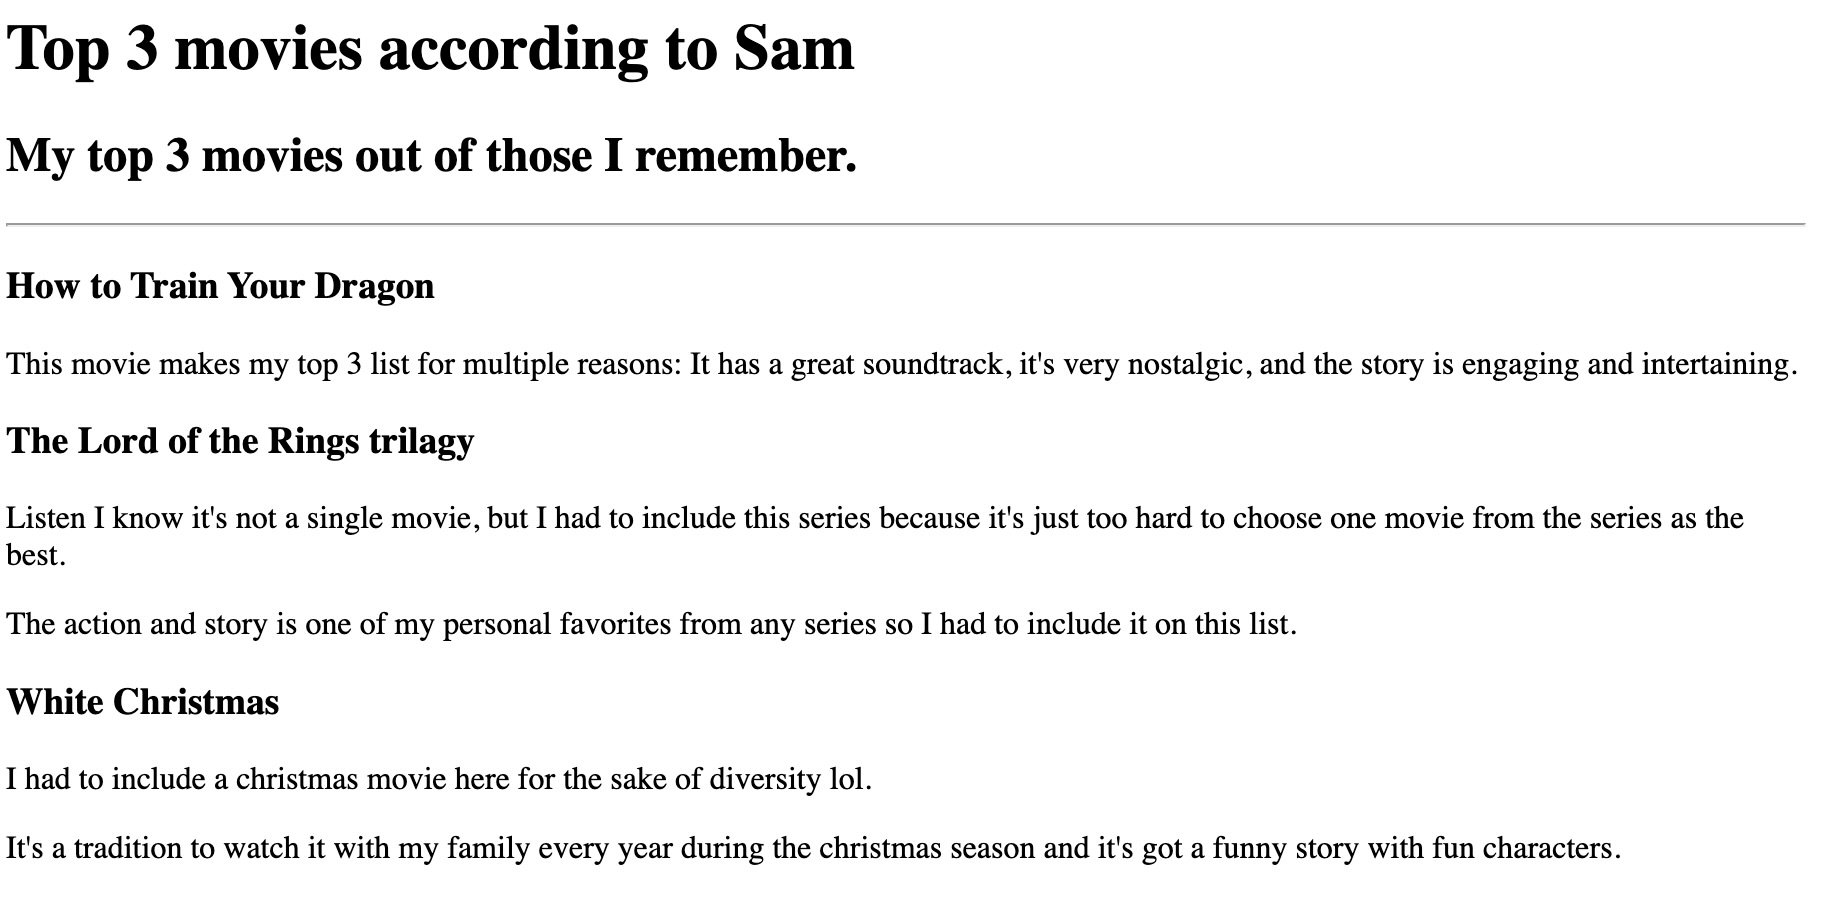 Top 3 movies according to Sam
My top 3 movies out of those I remember.
How to Train Your Dragon
This movie makes my top 3 list for multiple reasons: It has a great soundtrack, it's very nostalgic, and the story is engaging and intertaining.
The Lord of the Rings trilagy
Listen I know it's not a single movie, but I had to include this series because it's just too hard to choose one movie from the series as the
best.
The action and story is one of my personal favorites from any series so I had to include it on this list.
White Christmas
I had to include a christmas movie here for the sake of diversity lol.
It's a tradition to watch it with my family every year during the christmas season and it's got a funny story with fun characters.